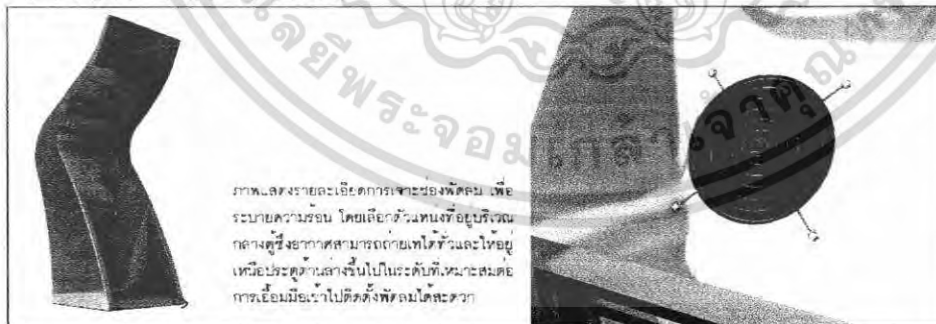 ภาพแสดงรายละเอียดการเจาะช่องพัดลม เพื่อ
ระบายความร้อน โดยเลือกตำแหน่งที่อยู่บริเวณ
กลางตู้ซึ่งอากาศสามารถถ่ายเทได้ทั่วและให้อยู่
เหนือประตูด้านล่างขึ้นไปในระดับที่เหมาะสมต่อ
การเอื้อมมือเข้าไปติดตั้งพัดลมได้สะดวก